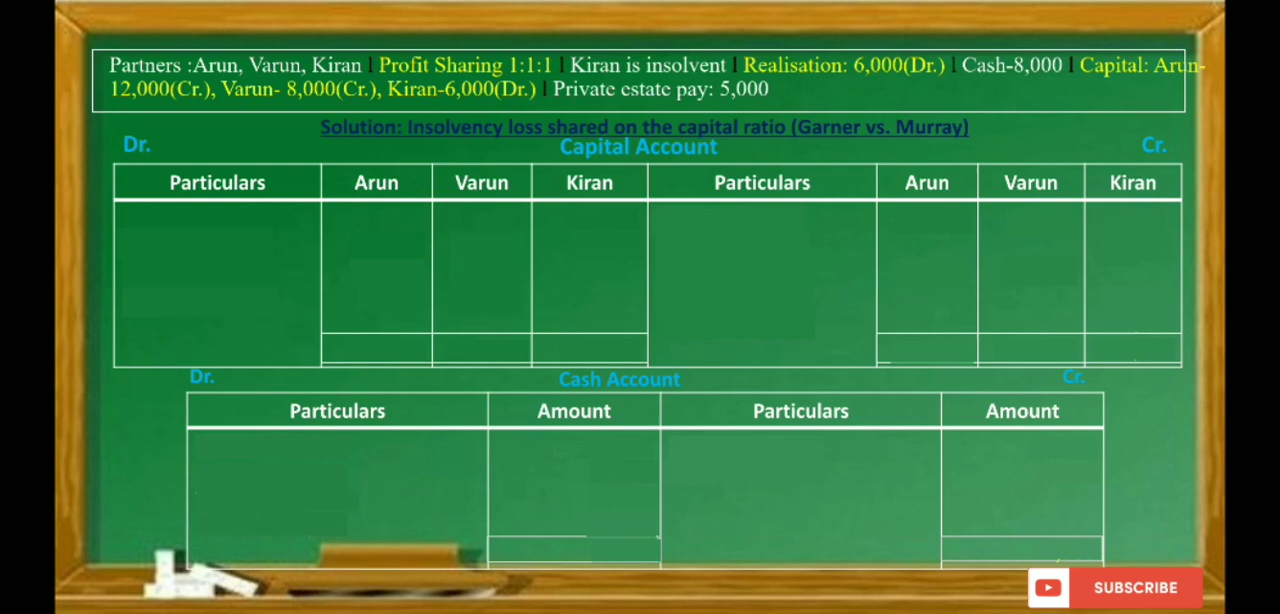 Partners :Arun, Varun, Kiran l Profit Sharing 1:1:1 l Kiran is insolvent l Realisation: 6,000(Dr.) l Cash-8,000 l Capital: Arun-
12,000(Cr.), Varun- 8,000(Cr.), Kiran-6,000(Dr.) l Private estate pay: 5,000
Solution: Insolvency loss shared on the capital ratio (Garner vs. Murray)
Dr. Capital Account Cr.
Particulars Arun Varun Kiran Particulars Arun Varun Kiran
Dr. Cash Account Cr.
Particulars Amount Particulars Amount
SUBSCRIBE